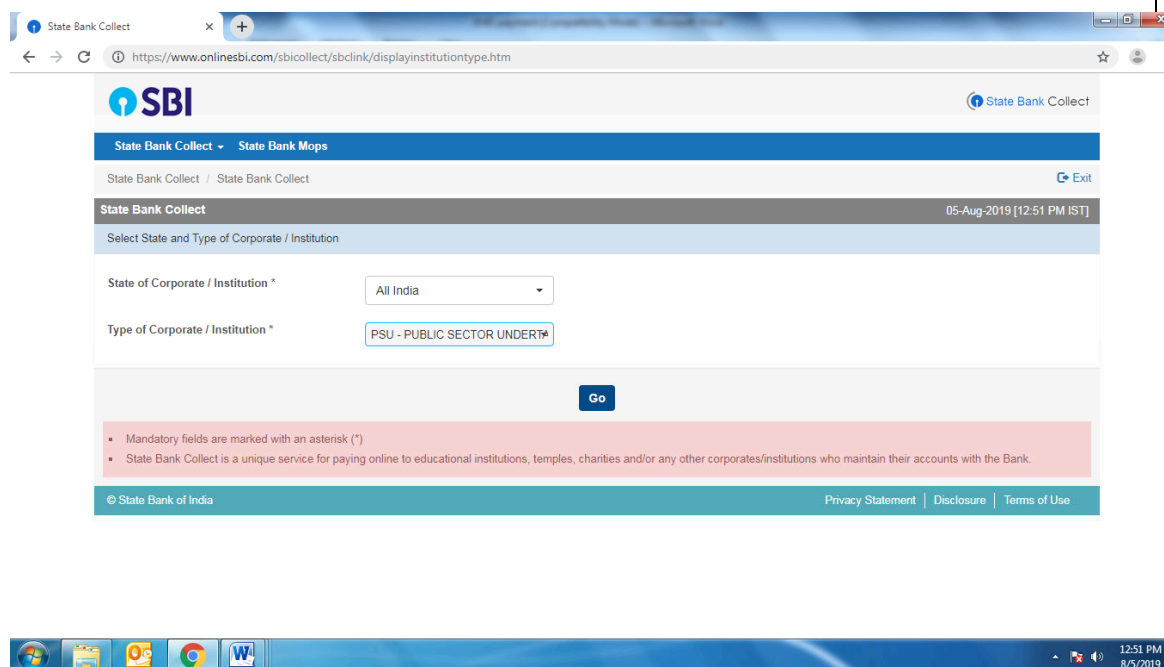 State Bank Collect
https://www.onlinesbi.com/sbicollect/sbclink/displayinstitutiontype.htm
SBI
State Bank Collect
State Bank Collect State Bank Mops
State Bank Collect / State Bank Collect
Exit
State Bank Collect
05-Aug-2019 [12:51 PM IST]
Select State and Type of Corporate / Institution
State of Corporate / Institution *
All India
Type of Corporate / Institution *
PSU - PUBLIC SECTOR UNDERTA
Go
Mandatory fields are marked with an asterisk (*)
State Bank Collect is a unique service for paying online to educational institutions, temples, charities and/or any other corporates/institutions who maintain their accounts with the Bank.
© State Bank of India
Privacy Statement | Disclosure | Terms of Use
12:51 PM
8/5/2019